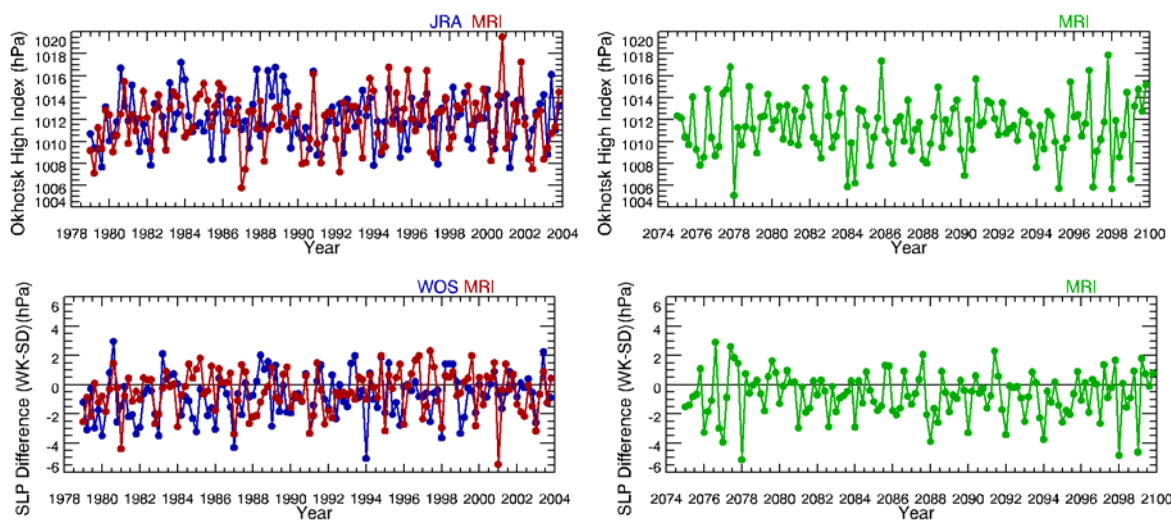 JRA MRI
Okhotsk High Index (hPa)
1020
1018
1014
1012
1010
1008
1006
1004
1978 1980 1982 1984 1986 1988 1990 1992 1994 1996 1998 2000 2002 2004
Year
MRI
Okhotsk High Index (hPa)
1020
1018
1014
1012
1010
1008
1006
1004
2074 2076 2078 2080 2082 2084 2086 2088 2090 2092 2094 2096 2098 2100
Year
WOS MRI
SLP Difference (WK-SD)(hPa)
6
4
2
0
-2
-4
-6
1978 1980 1982 1984 1986 1988 1990 1992 1994 1996 1998 2000 2002 2004
Year
MRI
SLP Difference (WK-SD)(hPa)
6
4
2
0
-2
-4
-6
2074 2076 2078 2080 2082 2084 2086 2088 2090 2092 2094 2096 2098 2100
Year